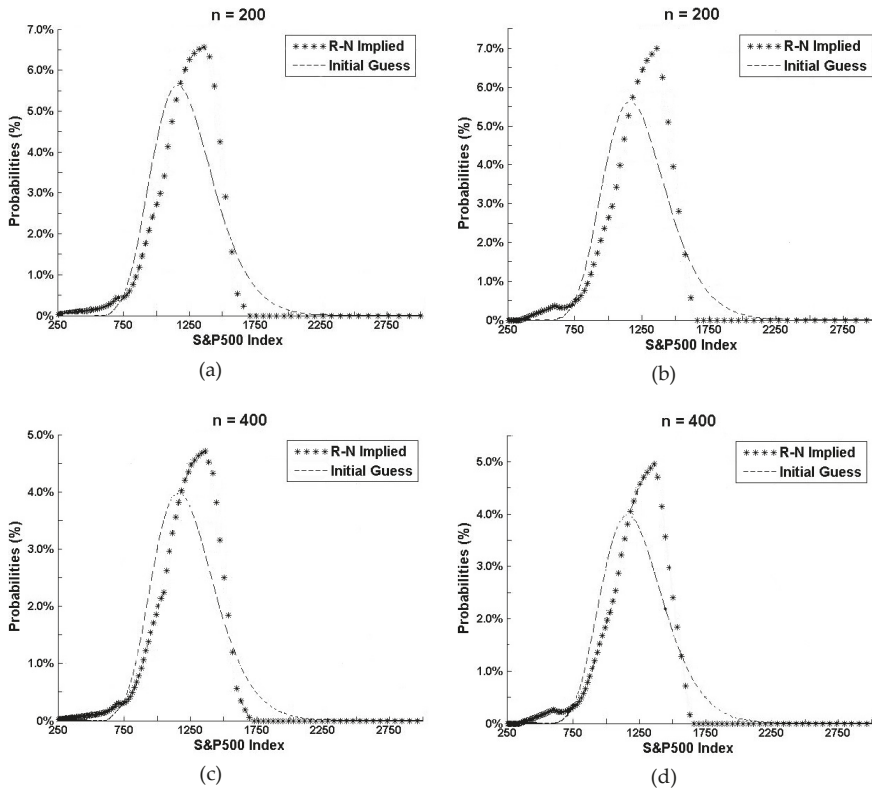 n = 200
7.0%
6.0%
5.0%
4.0%
3.0%
2.0%
1.0%
0%
Probabilities (%)
R-N Implied
Initial Guess
250 750 1250 1750 2250 2750
S&P500 Index
(a)
n = 200
7.0%
6.0%
5.0%
4.0%
3.0%
2.0%
1.0%
0%
Probabilities (%)
R-N Implied
Initial Guess
250 750 1250 1750 2250 2750
S&P500 Index
(b)
n = 400
5.0%
4.0%
3.0%
2.0%
1.0%
0%
Probabilities (%)
R-N Implied
Initial Guess
250 750 1250 1750 2250 2750
S&P500 Index
(c)
n = 400
5.0%
4.0%
3.0%
2.0%
1.0%
0%
Probabilities (%)
R-N Implied
Initial Guess
250 750 1250 1750 2250 2750
S&P500 Index
(d)